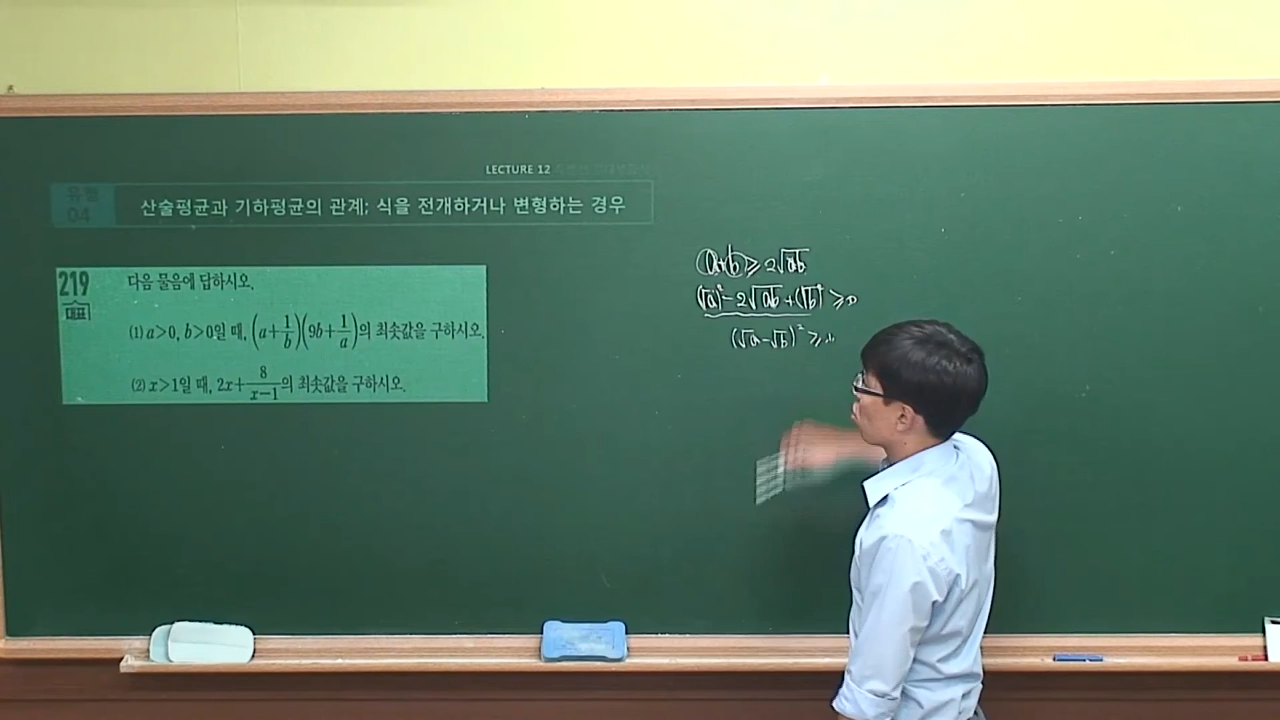 LECTURE 12
유형
04
산술평균과 기하평균의 관계; 식을 전개하거나 변형하는 경우
219
대표
다음 물음에 답하시오.
(1) a>0, b>0일 때, (a+1/b)(9b+1/a)의 최솟값을 구하시오.
(2) x>1일 때, 2x+8/(x-1)의 최솟값을 구하시오.
a+b ≥ 2√ab
(√a)² - 2√ab + (√b)² ≥ 0
(√a-√b)² ≥